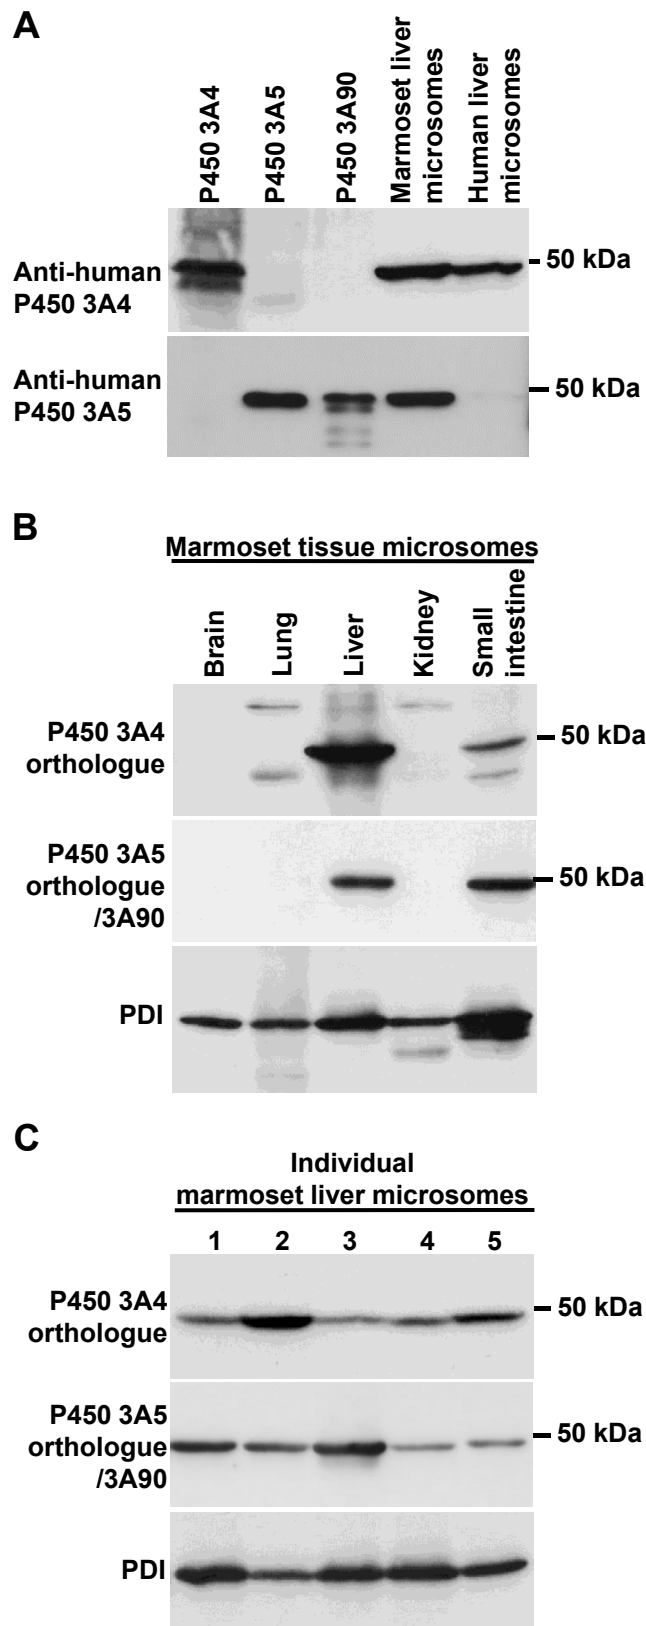 A
P450 3A4
P450 3A5
P450 3A90
Marmoset liver
microsomes
Human liver
microsomes
Anti-human
P450 3A4
50 kDa
Anti-human
P450 3A5
50 kDa
B
Marmoset tissue microsomes
Brain
Lung
Liver
Kidney
Small
intestine
P450 3A4
orthologue
50 kDa
P450 3A5
orthologue
/3A90
50 kDa
PDI
C
Individual
marmoset liver microsomes
1 2 3 4 5
P450 3A4
orthologue
50 kDa
P450 3A5
orthologue
/3A90
50 kDa
PDI